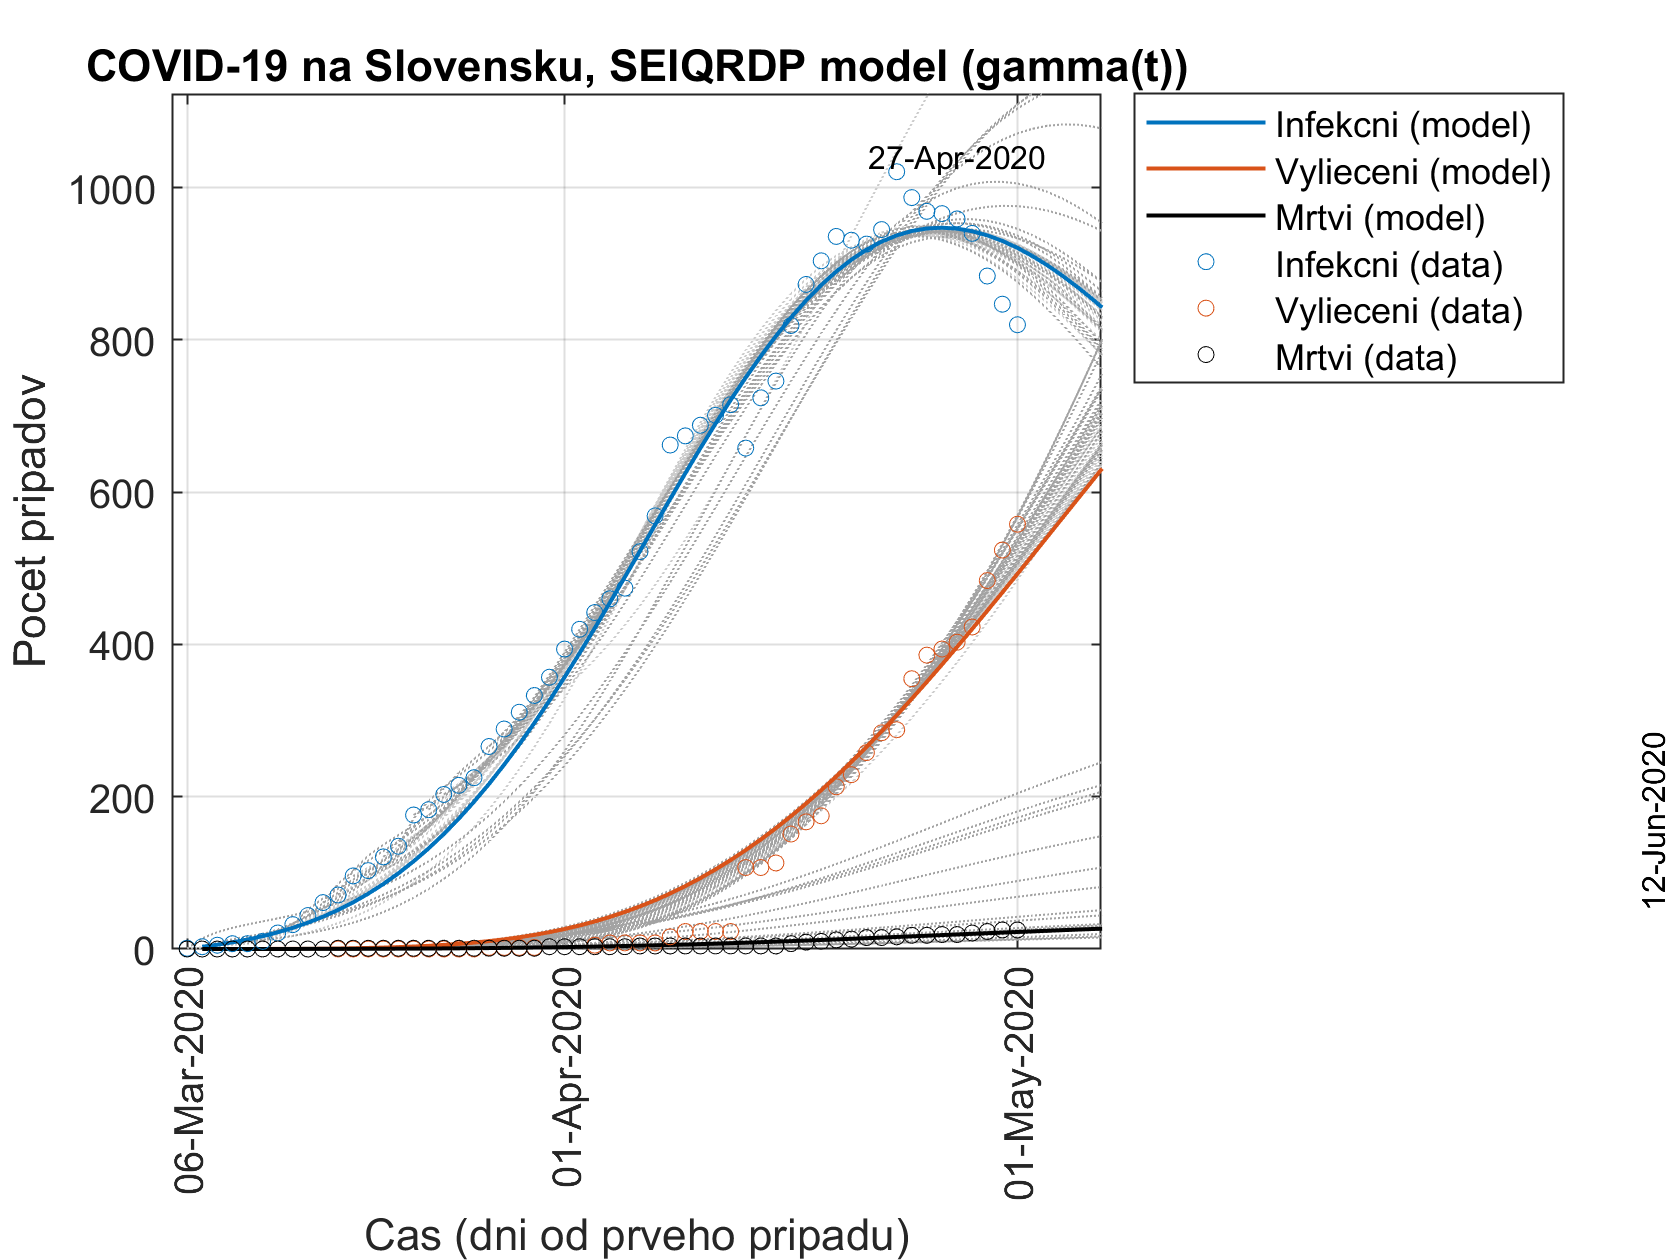 COVID-19 na Slovensku, SEIQRDP model (gamma(t))
27-Apr-2020
Infekcni (model)
Vylieceni (model)
Mrtvi (model)
Infekcni (data)
Vylieceni (data)
Mrtvi (data)
Pocet pripadov
1000
800
600
400
200
0
06-Mar-2020
01-Apr-2020
01-May-2020
Cas (dni od prveho pripadu)
12-Jun-2020